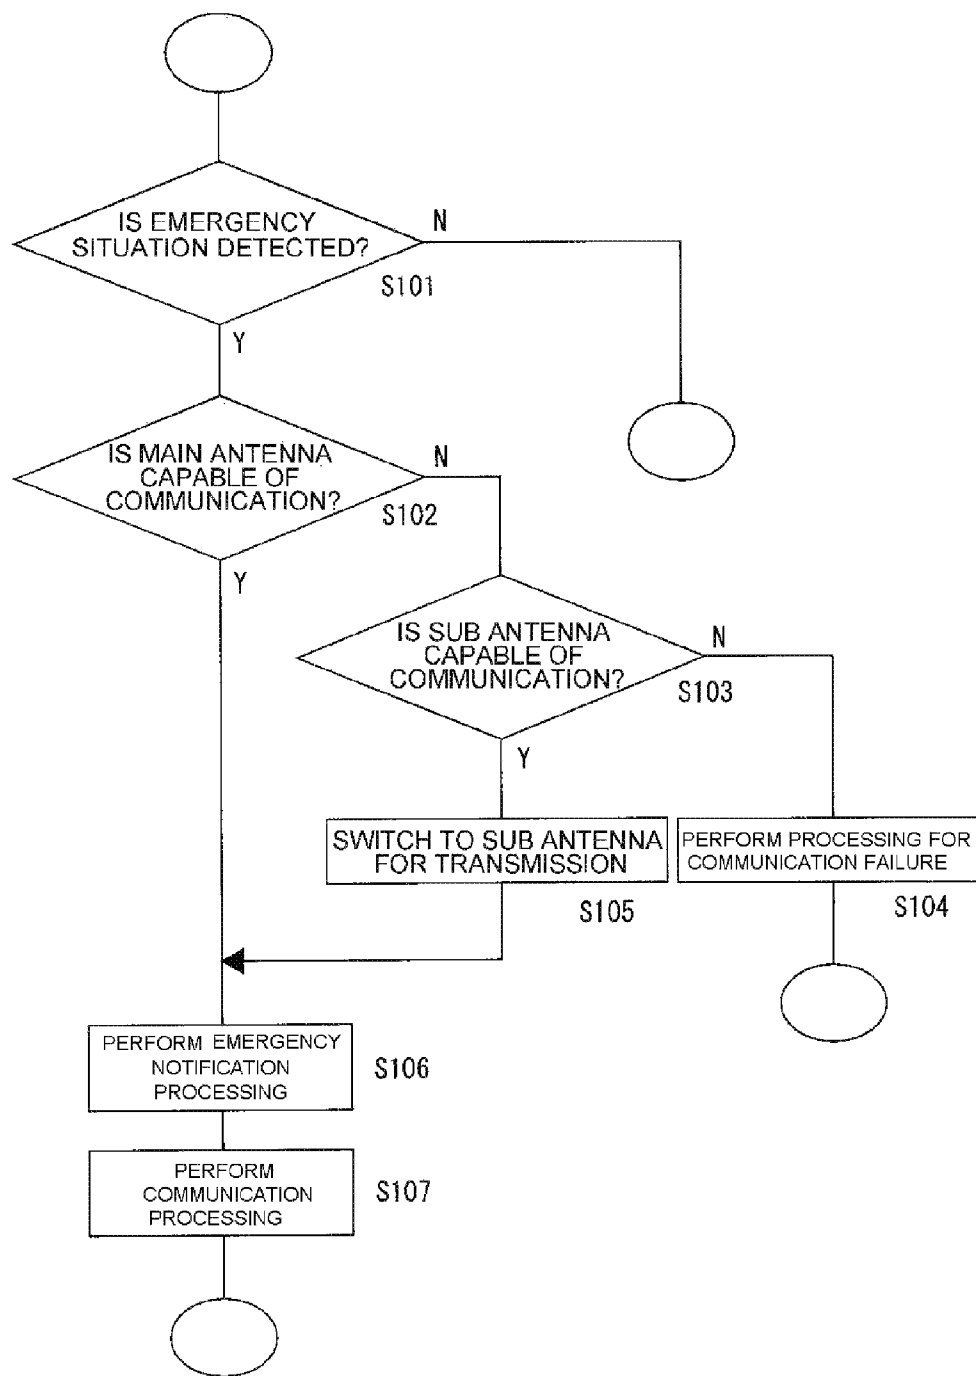 IS EMERGENCY
SITUATION DETECTED?
N
S101
Y
IS MAIN ANTENNA
CAPABLE OF
COMMUNICATION?
N
S102
Y
IS SUB ANTENNA
CAPABLE OF
COMMUNICATION?
N
S103
Y
SWITCH TO SUB ANTENNA
FOR TRANSMISSION
S105
PERFORM PROCESSING FOR
COMMUNICATION FAILURE
S104
PERFORM EMERGENCY
NOTIFICATION
PROCESSING
S106
PERFORM
COMMUNICATION
PROCESSING
S107